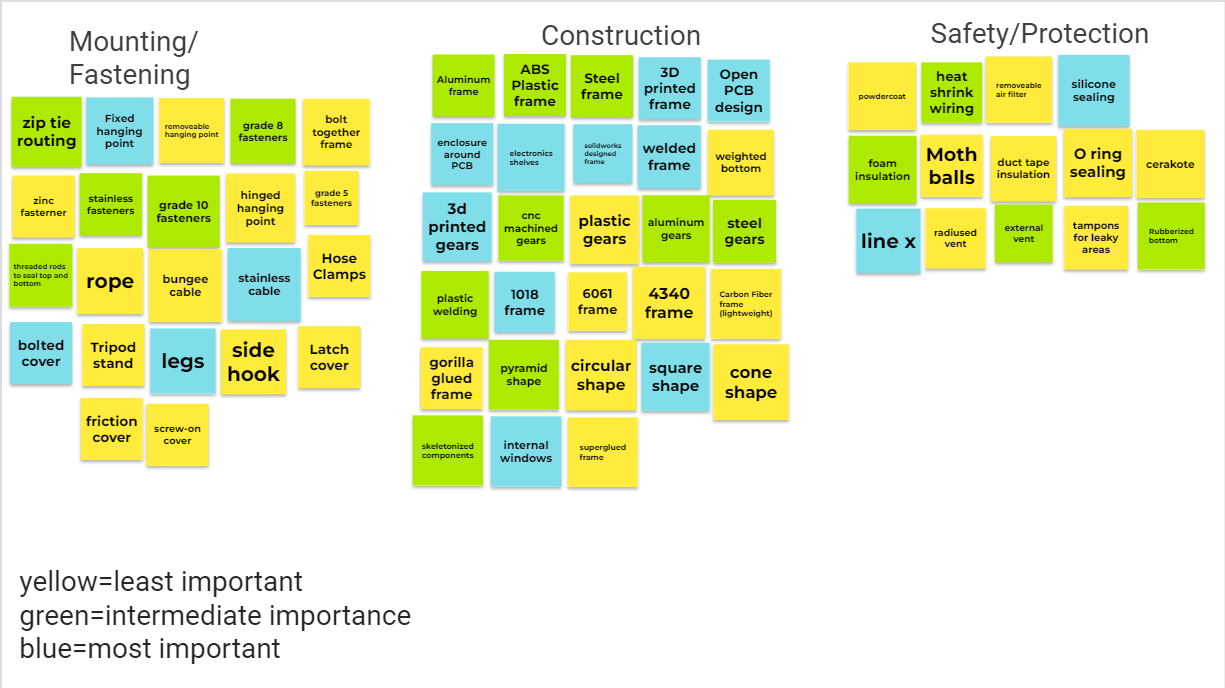 Mounting/
Fastening
zip tie
routing
Fixed
hanging
point
removeable
hanging point
grade 8
fasteners
bolt
together
frame
zinc
fasterner
stainless
fasteners
grade 10
fasteners
hinged
hanging
point
grade 5
fasteners
threaded rods
to seal top and
bottom
rope
bungee
cable
stainless
cable
Hose
Clamps
bolted
cover
Tripod
stand
legs
side
hook
Latch
cover
friction
cover
screw-on
cover
Construction
Aluminum
frame
ABS
Plastic
frame
Steel
frame
3D
printed
frame
Open
PCB
design
enclosure
around
PCB
electronics
shelves
solidworks
designed
frame
welded
frame
weighted
bottom
3d
printed
gears
cnc
machined
gears
plastic
gears
aluminum
gears
steel
gears
plastic
welding
1018
frame
6061
frame
4340
frame
Carbon Fiber
frame
(lightweight)
gorilla
glued
frame
pyramid
shape
circular
shape
square
shape
cone
shape
skeletonized
components
internal
windows
superglued
frame
Safety/Protection
powdercoat
heat
shrink
wiring
removeable
air filter
silicone
sealing
foam
insulation
Moth
balls
duct tape
insulation
O ring
sealing
cerakote
line x
radiused
vent
external
vent
tampons
for leaky
areas
Rubberized
bottom
yellow=least important
green=intermediate importance
blue=most important